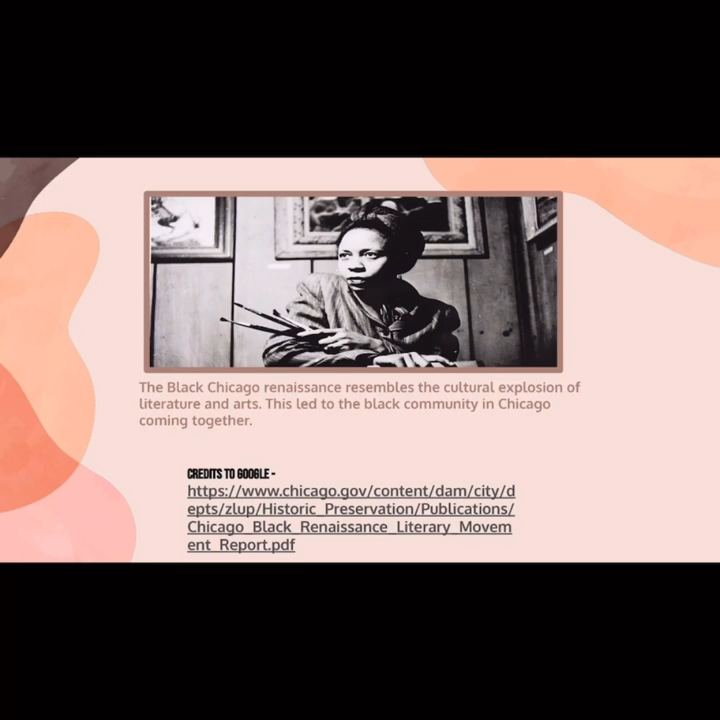 The Black Chicago renaissance resembles the cultural explosion of
literature and arts. This led to the black community in Chicago
coming together.
CREDITS TO GOOGLE -
https://www.chicago.gov/content/dam/city/d
epts/zlup/Historic_Preservation/Publications/
Chicago_Black_Renaissance_Literary_Movem
ent_Report.pdf